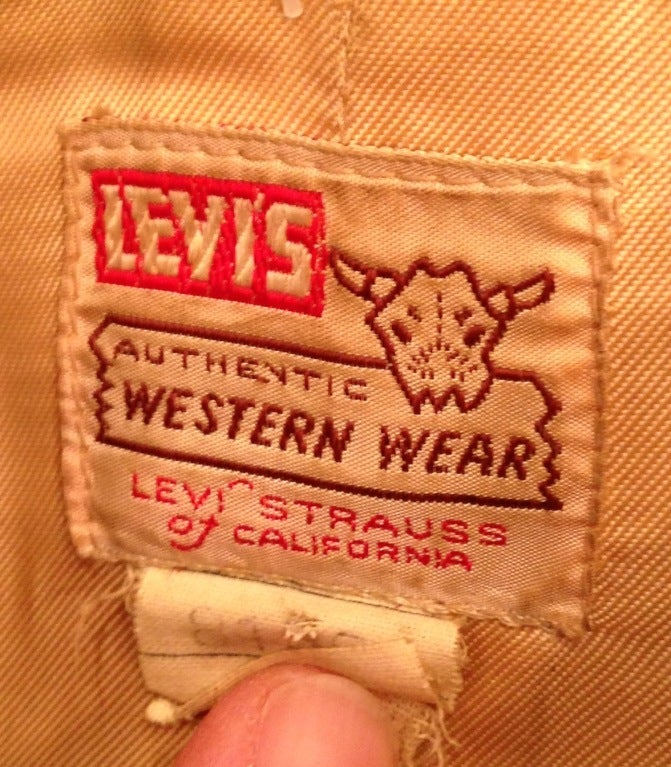 LEVI'S
AUTHENTIC
WESTERN WEAR
LEVI STRAUSS
of CALIFORNIA